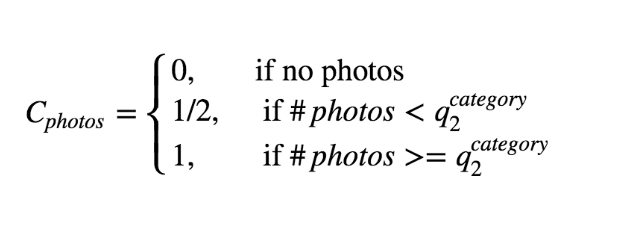 0, if no photos
C_photos = { 1/2, if # photos < q_2^category
1, if # photos >= q_2^category